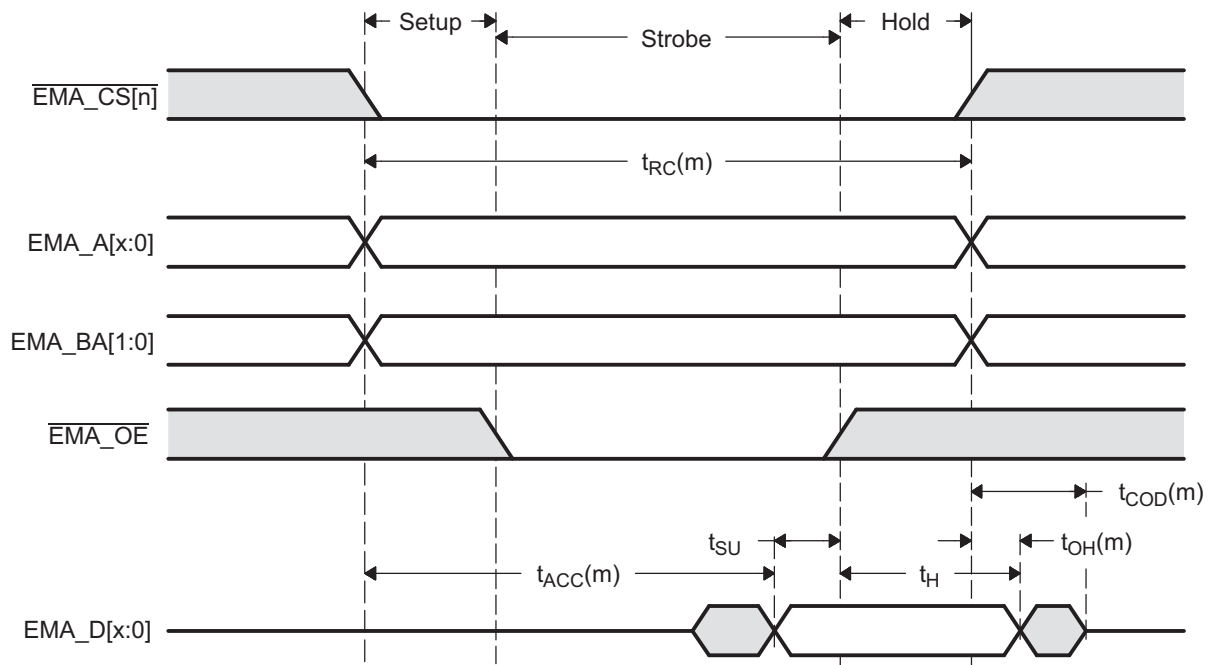 Setup
Strobe
Hold
EMA_CS[n]
tRC(m)
EMA_A[x:0]
EMA_BA[1:0]
EMA_OE
tCOD(m)
tSU
tOH(m)
tACC(m)
tH
EMA_D[x:0]